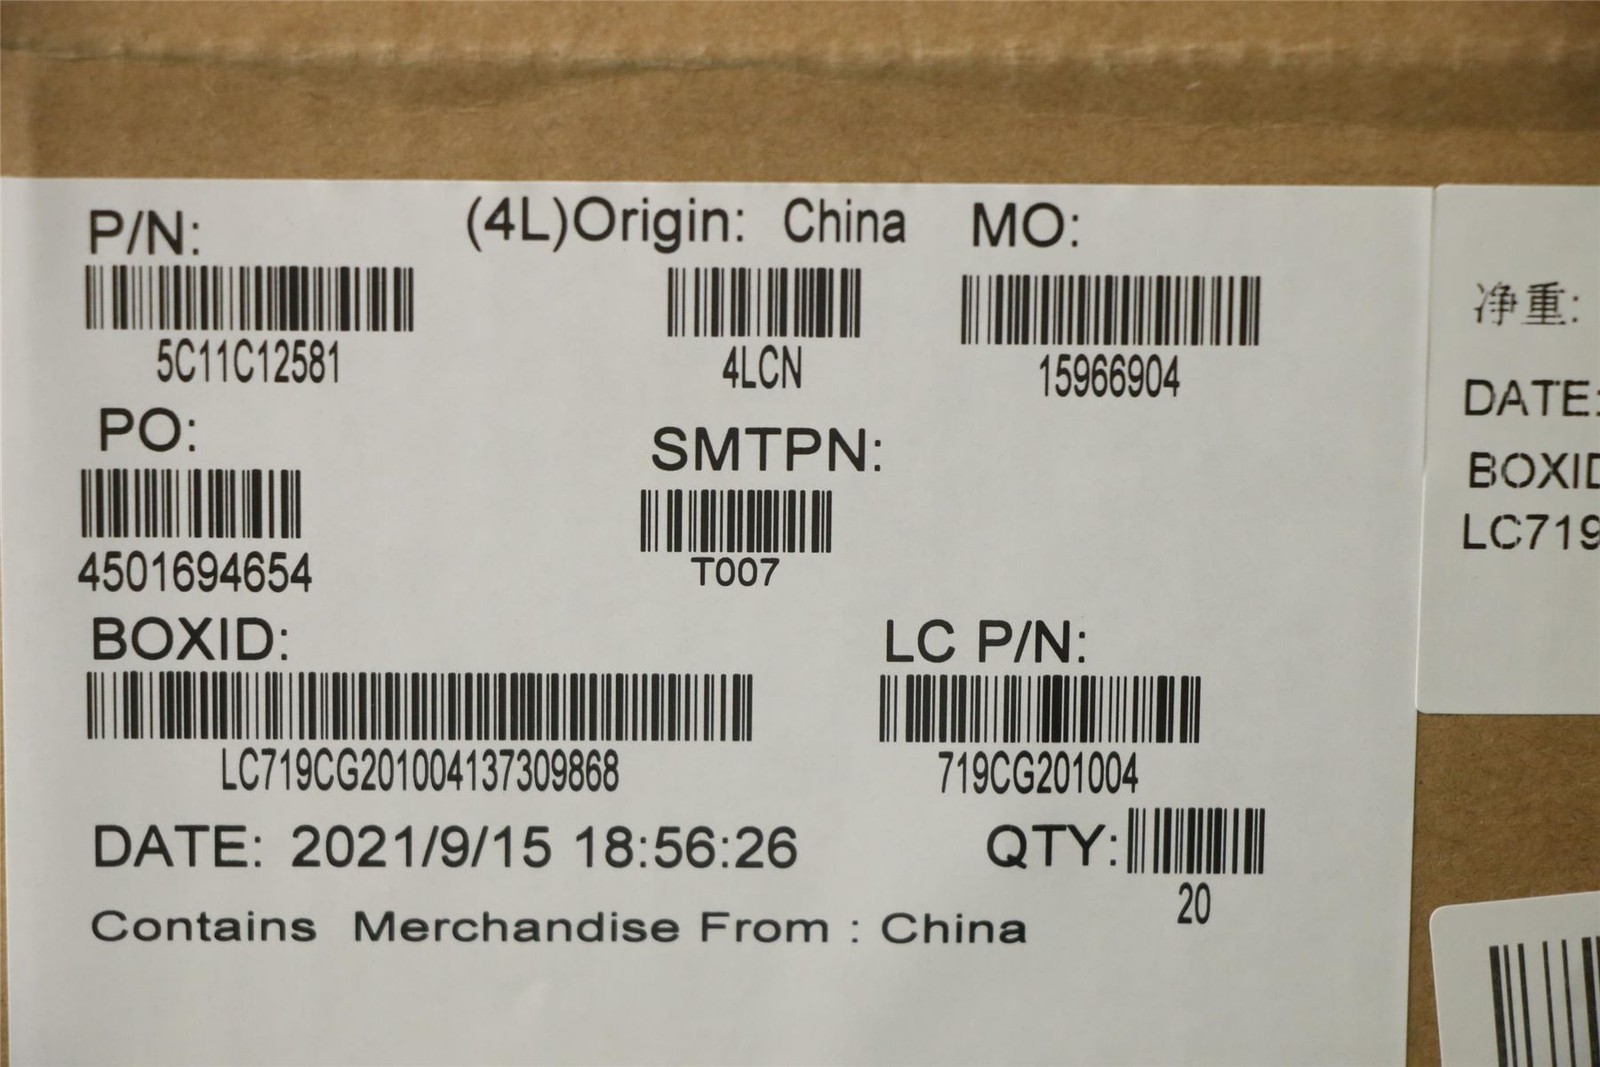 P/N: (4L)Origin: China MO:
5C11C12581 4LCN 15966904
PO: SMTPN:
4501694654 T007
BOXID: LC P/N:
LC719CG201004137309868 719CG201004
DATE: 2021/9/15 18:56:26 QTY:
20
Contains Merchandise From : China
净重:
DATE:
BOXID
LC719